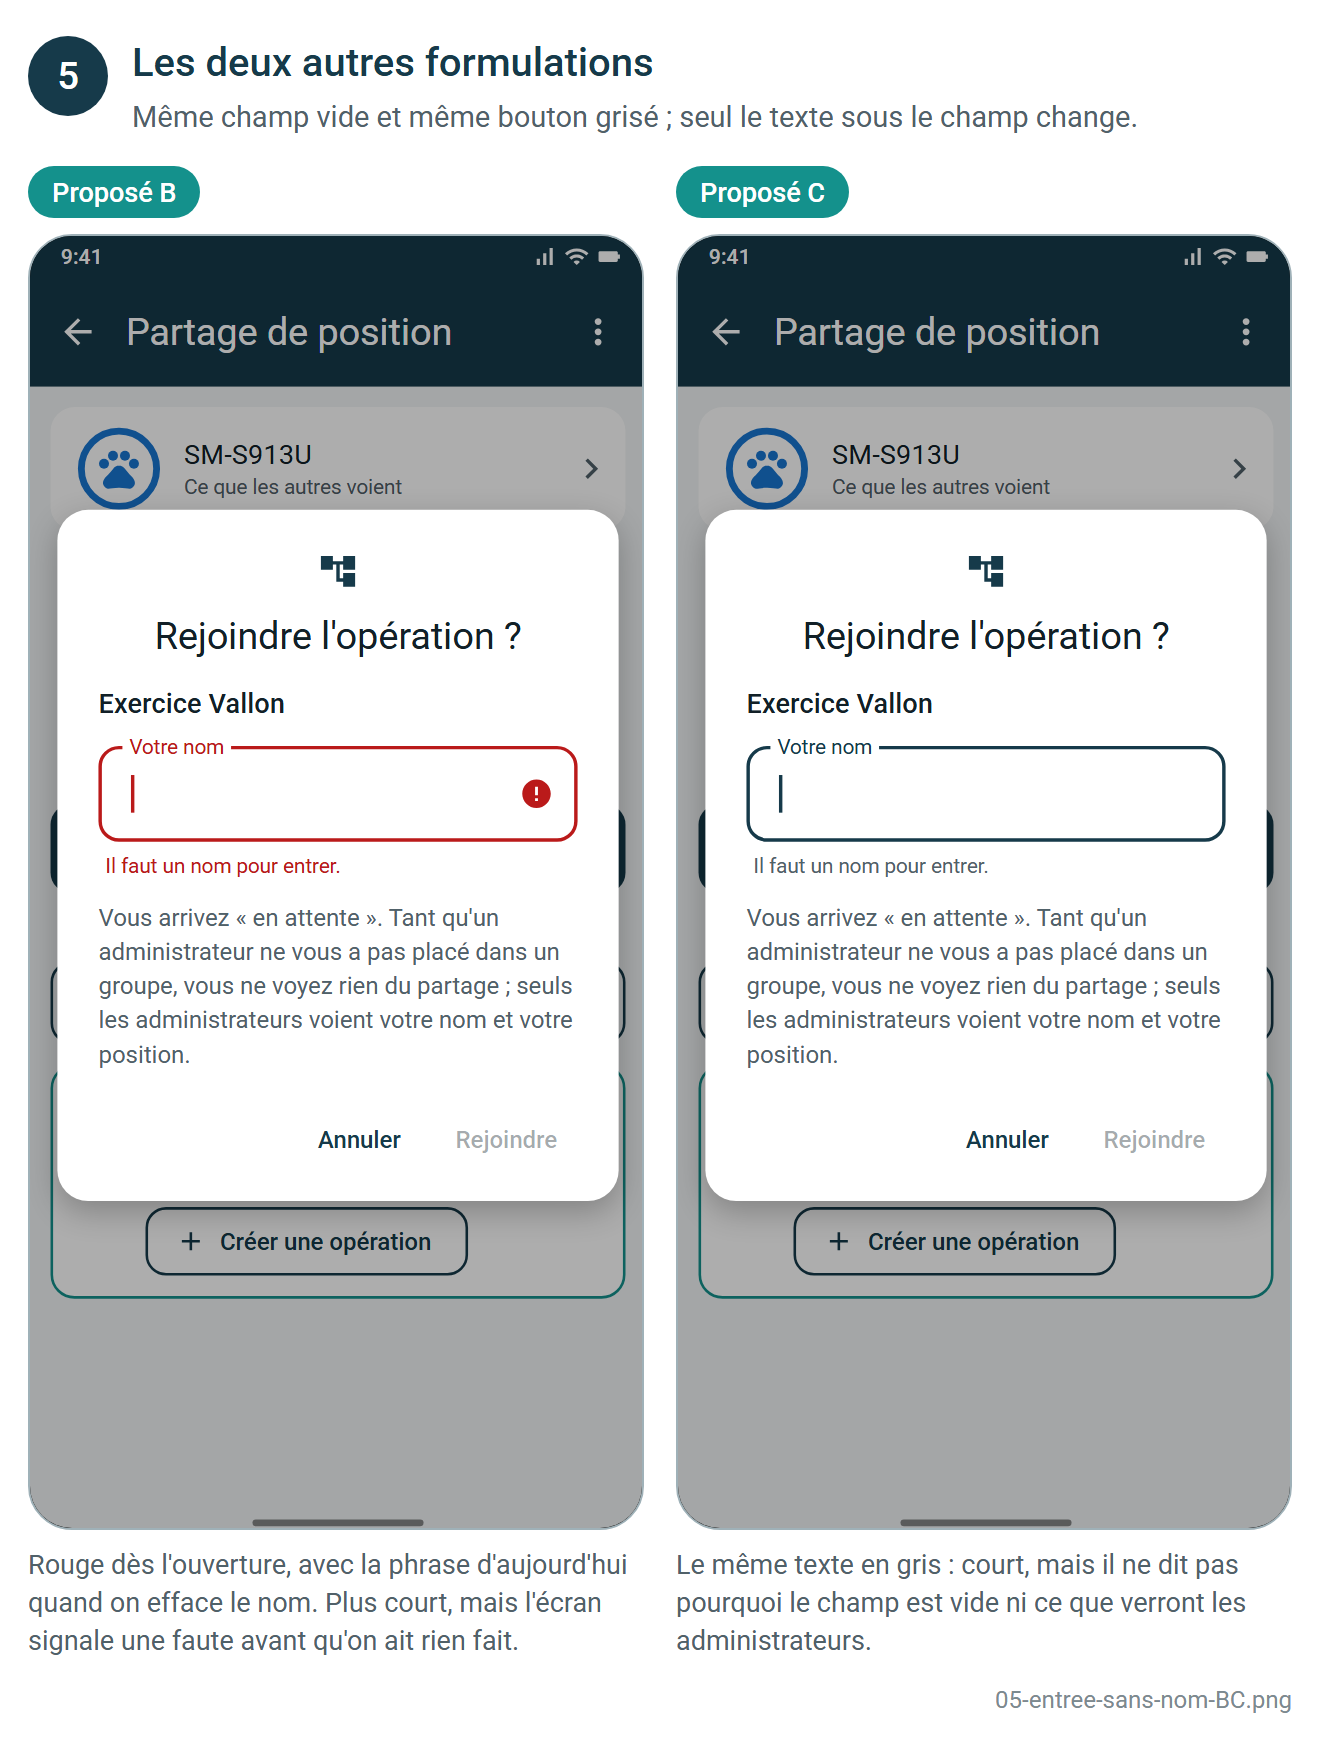 5
Les deux autres formulations
Même champ vide et même bouton grisé ; seul le texte sous le champ change.
Proposé B
9:41
Partage de position
SM-S913U
Ce que les autres voient
Rejoindre l'opération ?
Exercice Vallon
Votre nom
Il faut un nom pour entrer.
Vous arrivez « en attente ». Tant qu'un
administrateur ne vous a pas placé dans un
groupe, vous ne voyez rien du partage ; seuls
les administrateurs voient votre nom et votre
position.
Annuler
Rejoindre
Créer une opération
Rouge dès l'ouverture, avec la phrase d'aujourd'hui
quand on efface le nom. Plus court, mais l'écran
signale une faute avant qu'on ait rien fait.
Proposé C
9:41
Partage de position
SM-S913U
Ce que les autres voient
Rejoindre l'opération ?
Exercice Vallon
Votre nom
Il faut un nom pour entrer.
Vous arrivez « en attente ». Tant qu'un
administrateur ne vous a pas placé dans un
groupe, vous ne voyez rien du partage ; seuls
les administrateurs voient votre nom et votre
position.
Annuler
Rejoindre
Créer une opération
Le même texte en gris : court, mais il ne dit pas
pourquoi le champ est vide ni ce que verront les
administrateurs.
05-entree-sans-nom-BC.png